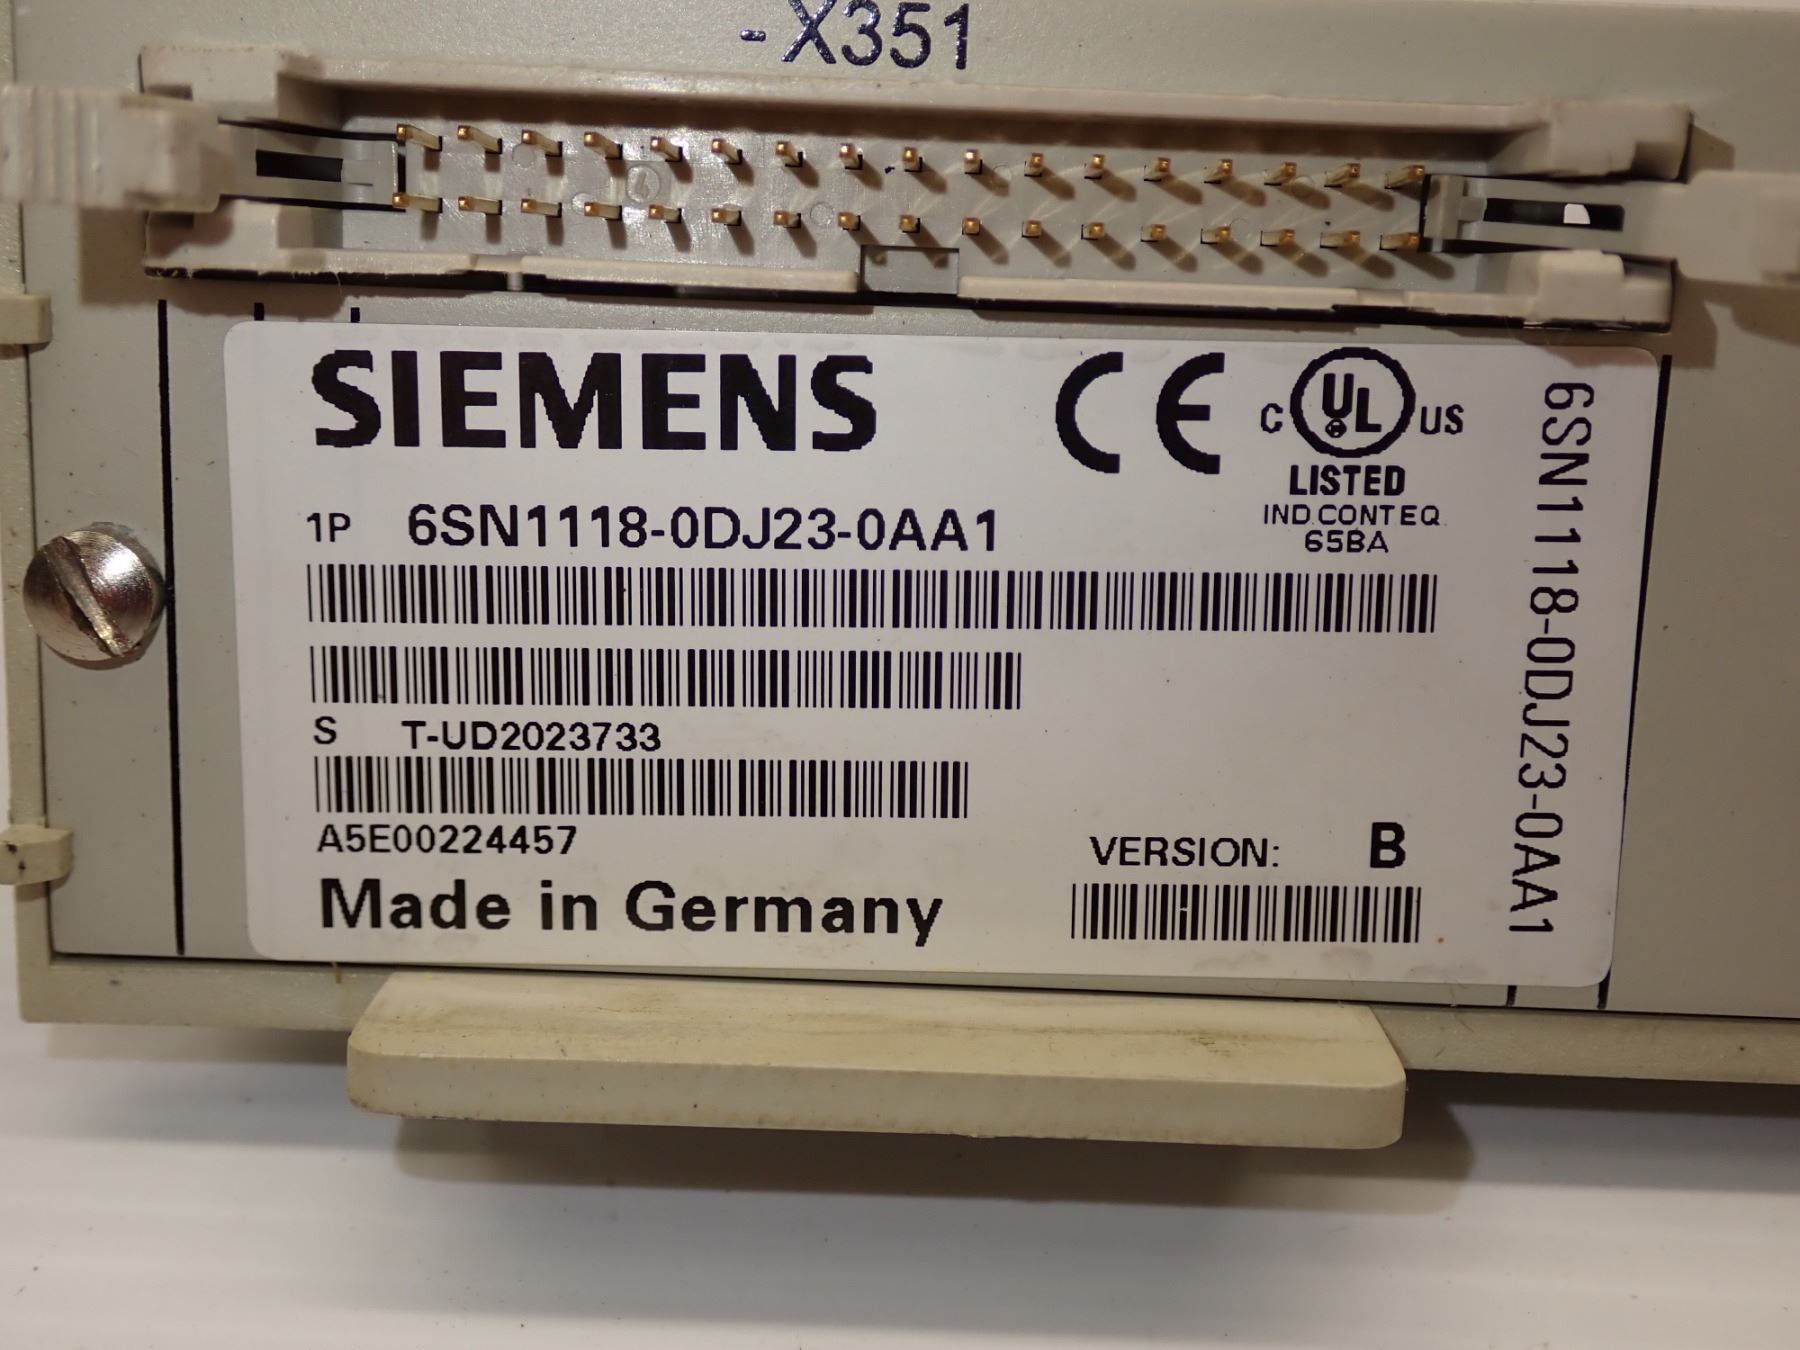 -X351
SIEMENS
CE
C UL US
LISTED
IND.CONT.EQ.
65BA
1P 6SN1118-0DJ23-0AA1
S T-UD2023733
A5E00224457
VERSION: B
Made in Germany
6SN1118-0DJ23-0AA1